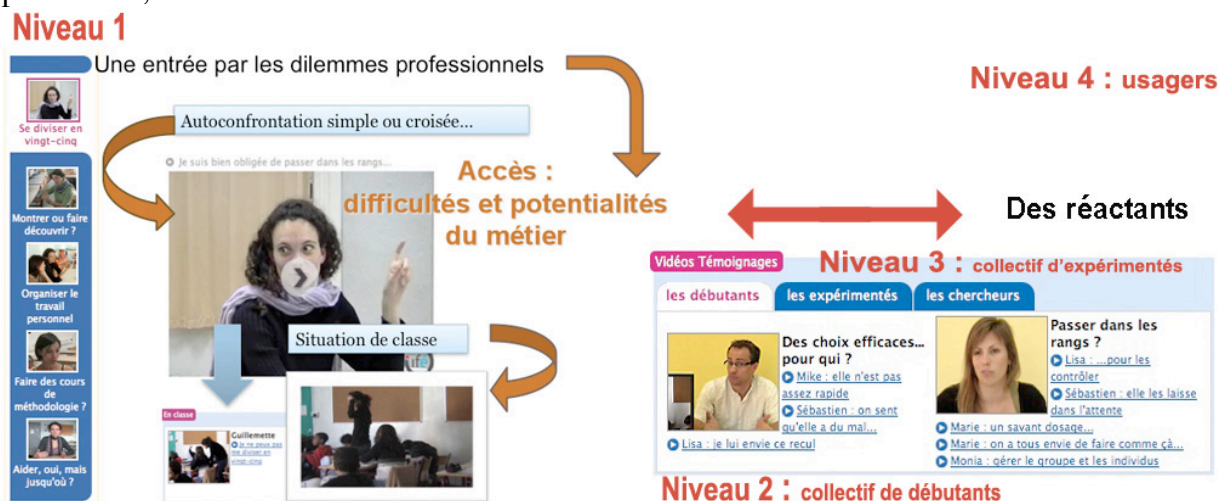 Niveau 1
Une entrée par les dilemmes professionnels
Niveau 4 : usagers
Se diviser en
vingt-cinq
Montrer ou faire
découvrir ?
Organiser le
travail
personnel
Faire des cours
de
méthodologie ?
Aider, oui, mais
jusqu'où ?
Autoconfrontation simple ou croisée...
Je suis bien obligée de passer dans les rangs...
Accès :
difficultés et potentialités
du métier
Situation de classe
En classe
Guillemette
Je ne peux pas
me diviser en
vingt-cinq
Des réactants
Vidéos Témoignages
Niveau 3 : collectif d'expérimentés
les débutants
les expérimentés
les chercheurs
Des choix efficaces...
pour qui ?
Mike : elle n'est pas
assez rapide
Sébastien : on sent
qu'elle a du mal...
Lisa : je lui envie ce recul
Passer dans les
rangs ?
Lisa : ...pour les
contrôler
Sébastien : elle les laisse
dans l'attente
Marie : un savant dosage...
Marie : on a tous envie de faire comme çà...
Monia : gérer le groupe et les individus
Niveau 2 : collectif de débutants